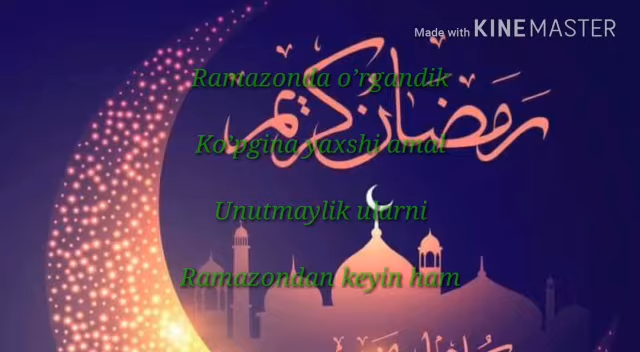 Made with KINEMASTER
رمضان كريم
Ramazonda o’rgandik
Ko’pgina yaxshi amal
Unutmaylik ularni
Ramazondan keyin ham